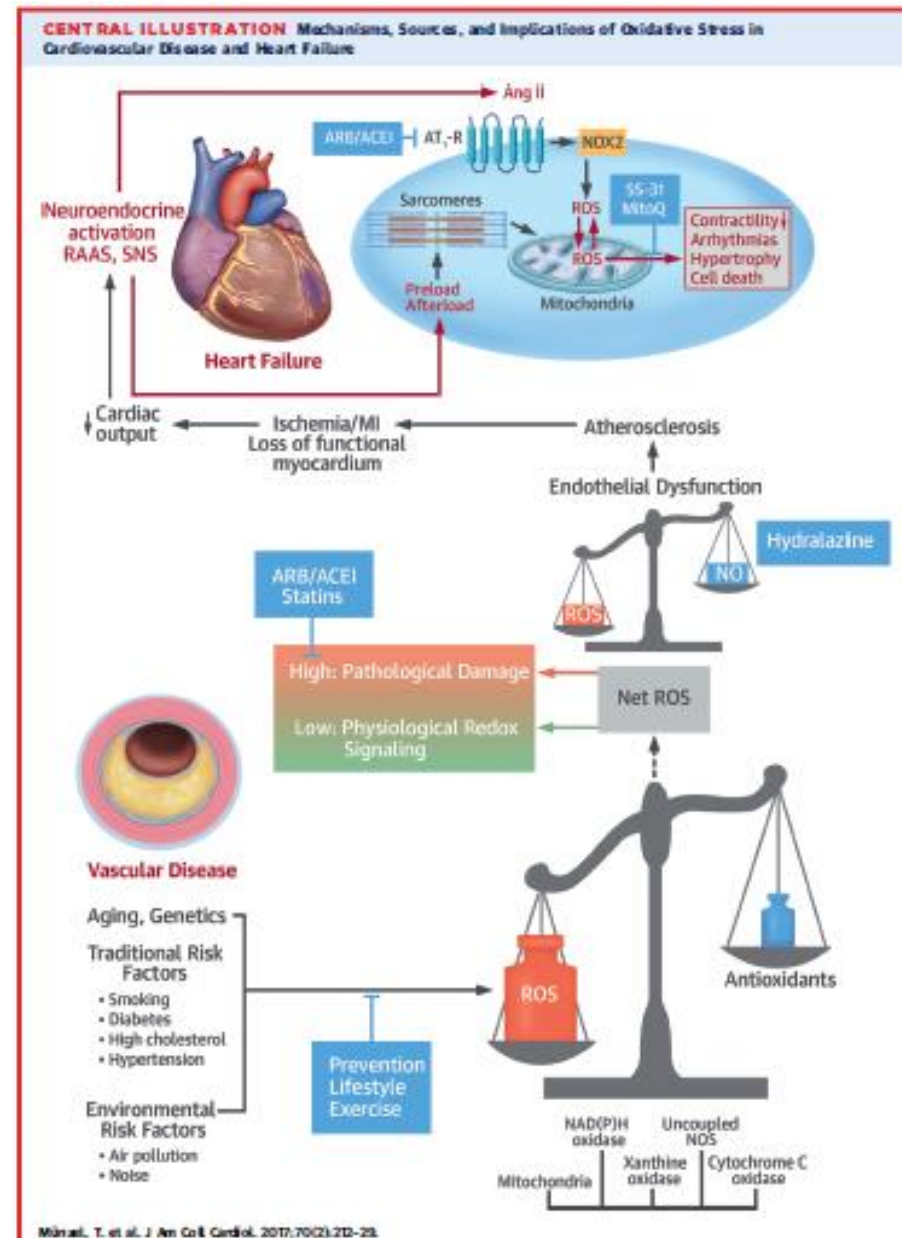 CENTRAL ILLUSTRATION Mechanisms, Sources, and Implications of Oxidative Stress in
Cardiovascular Disease and Heart Failure
Ang II
ARB/ACEI
AT₁-R
NOX2
SS-31
MitoQ
Sarcomeres
ROS
ROS
Contractility ↓
Arrhythmias
Hypertrophy
Cell death
Mitochondria
Preload
Afterload
Neuroendocrine
activation
RAAS, SNS
Heart Failure
↓ Cardiac
output
Ischemia/MI
Loss of functional
myocardium
Atherosclerosis
Endothelial Dysfunction
Hydralazine
ROS
NO
ARB/ACEI
Statins
High: Pathological Damage
Low: Physiological Redox
Signaling
Net ROS
Vascular Disease
Aging, Genetics
Traditional Risk
Factors
• Smoking
• Diabetes
• High cholesterol
• Hypertension
Environmental
Risk Factors
• Air pollution
• Noise
Prevention
Lifestyle
Exercise
ROS
Antioxidants
NAD(P)H
oxidase
Uncoupled
NOS
Mitochondria
Xanthine
oxidase
Cytochrome C
oxidase
Münzel, T. et al. J Am Coll Cardiol. 2017;70(2):212–29.